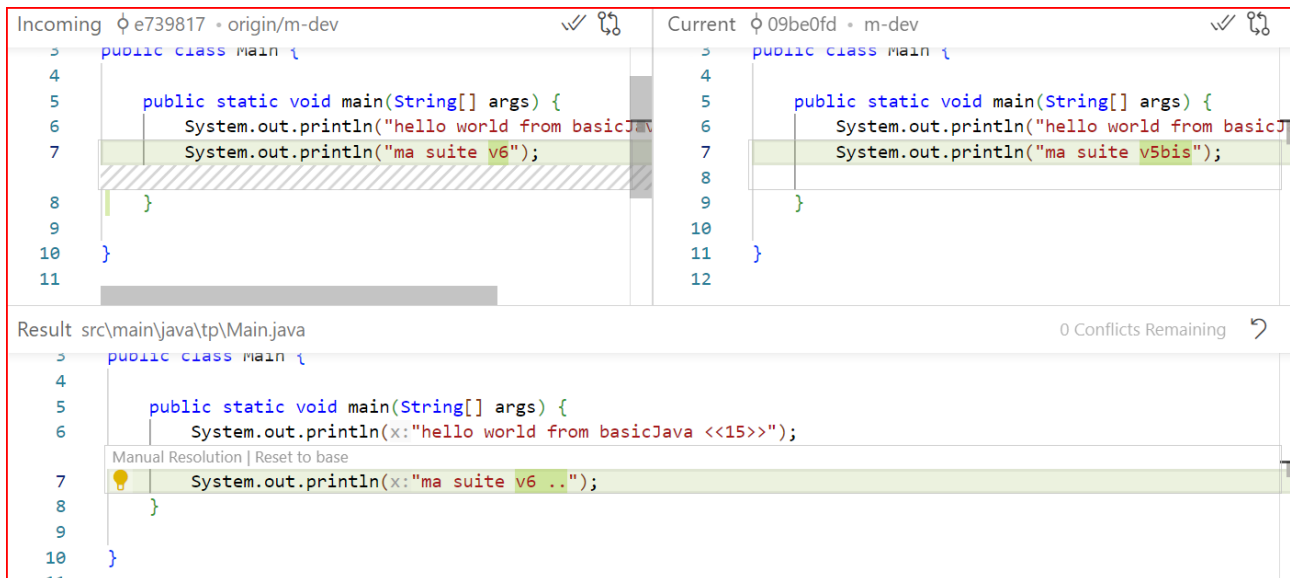 Incoming e739817 • origin/m-dev
3 public class Main {
4
5 public static void main(String[] args) {
6 System.out.println("hello world from basicJav
7 System.out.println("ma suite v6");
8 }
9
10 }
11
Current 09be0fd • m-dev
3 public class Main {
4
5 public static void main(String[] args) {
6 System.out.println("hello world from basicJ
7 System.out.println("ma suite v5bis");
8
9 }
10
11 }
12
Result src\main\java\tp\Main.java 0 Conflicts Remaining
3 public class Main {
4
5 public static void main(String[] args) {
6 System.out.println(x:"hello world from basicJava <<15>>");
Manual Resolution | Reset to base
7 System.out.println(x:"ma suite v6 ..");
8 }
9
10 }
11